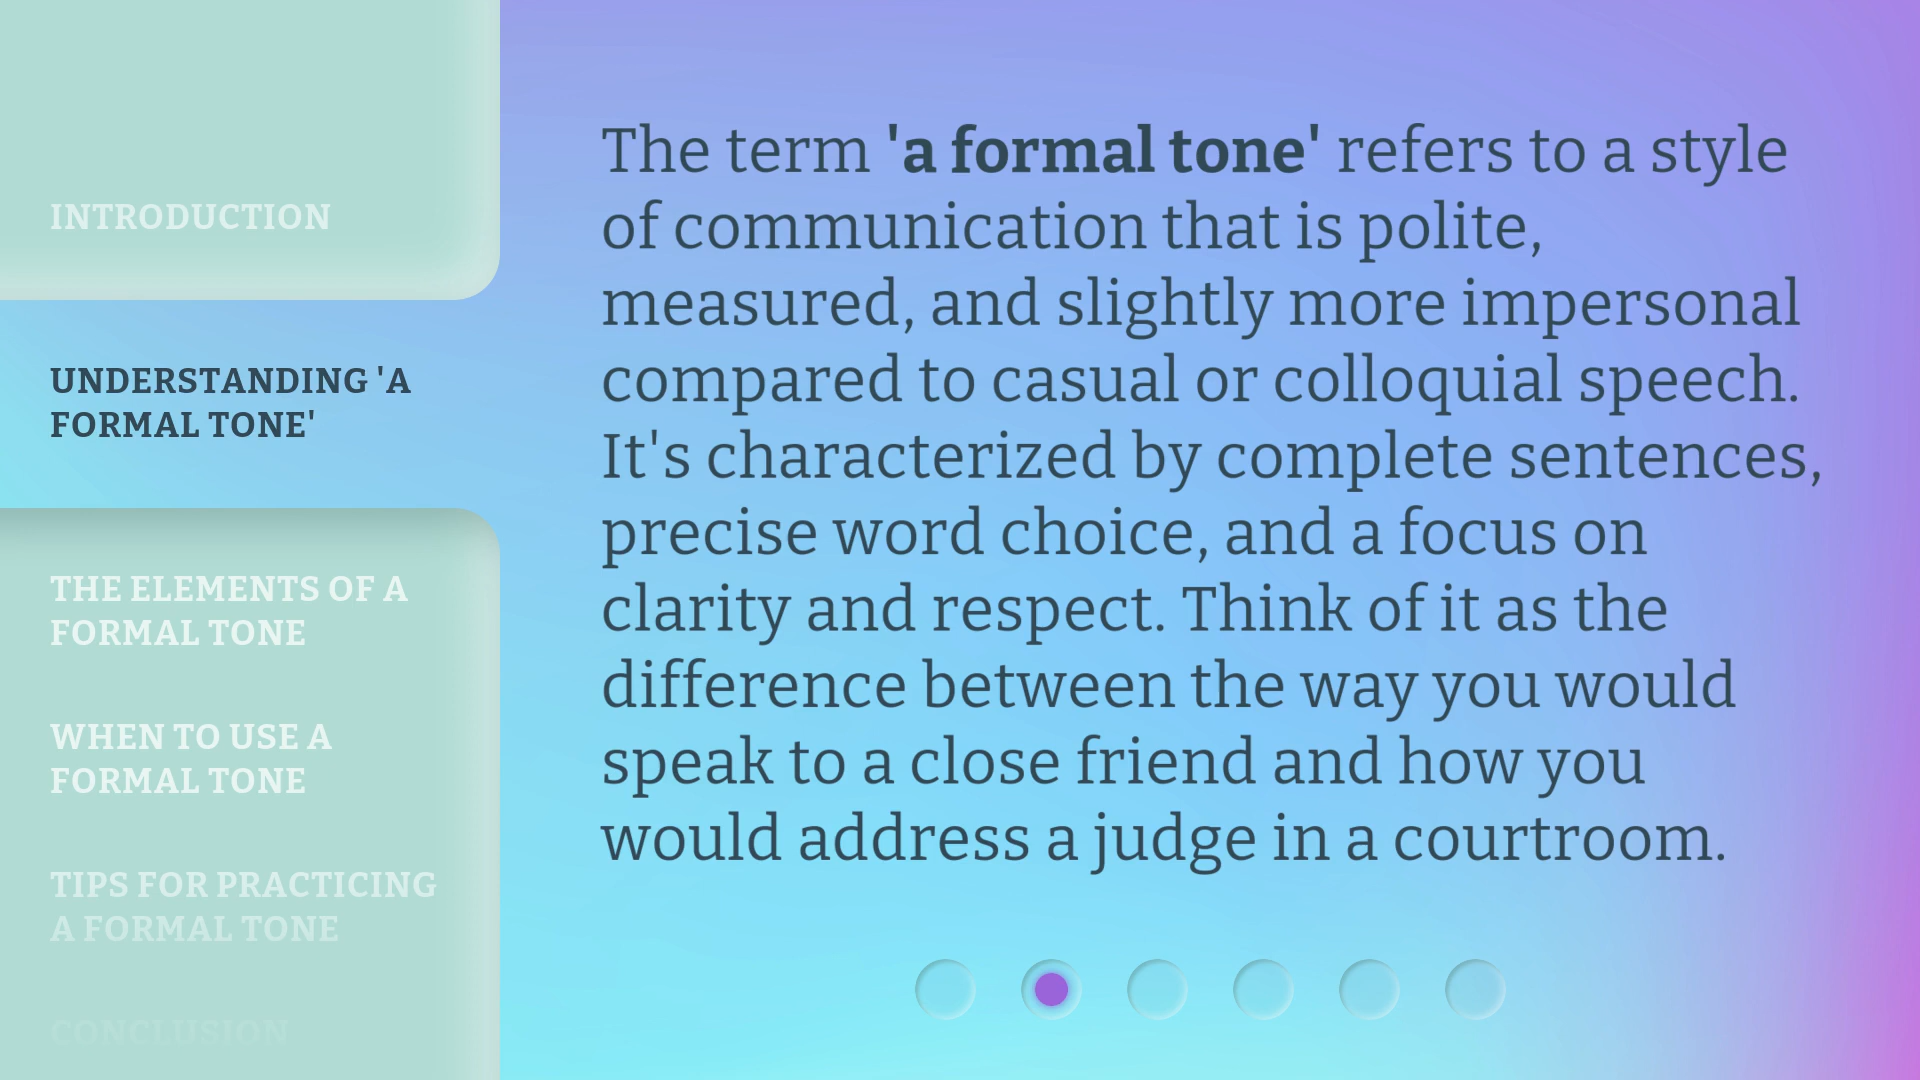 INTRODUCTION
UNDERSTANDING 'A
FORMAL TONE'
THE ELEMENTS OF A
FORMAL TONE
WHEN TO USE A
FORMAL TONE
TIPS FOR PRACTICING
A FORMAL TONE
CONCLUSION
The term 'a formal tone' refers to a style
of communication that is polite,
measured, and slightly more impersonal
compared to casual or colloquial speech.
It's characterized by complete sentences,
precise word choice, and a focus on
clarity and respect. Think of it as the
difference between the way you would
speak to a close friend and how you
would address a judge in a courtroom.